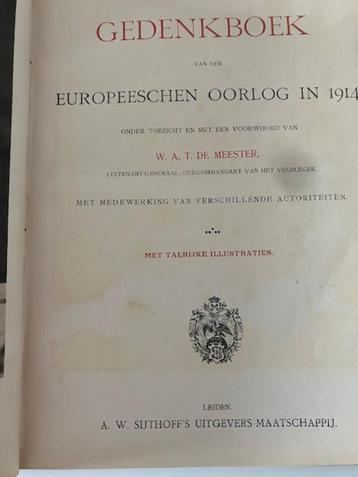 GEDENKBOEK
VAN DEN
EUROPEESCHEN OORLOG IN 1914
ONDER TOEZICHT EN MET EEN VOORWOORD VAN
W. A. T. DE MEESTER,
LUITENANT-GENERAAL, OUD-COMMANDANT VAN HET VELDLEGER.
MET MEDEWERKING VAN VERSCHILLENDE AUTORITEITEN.
MET TALRIJKE ILLUSTRATIES.
LEIDEN.
A. W. SIJTHOFF'S UITGEVERS-MAATSCHAPPIJ.